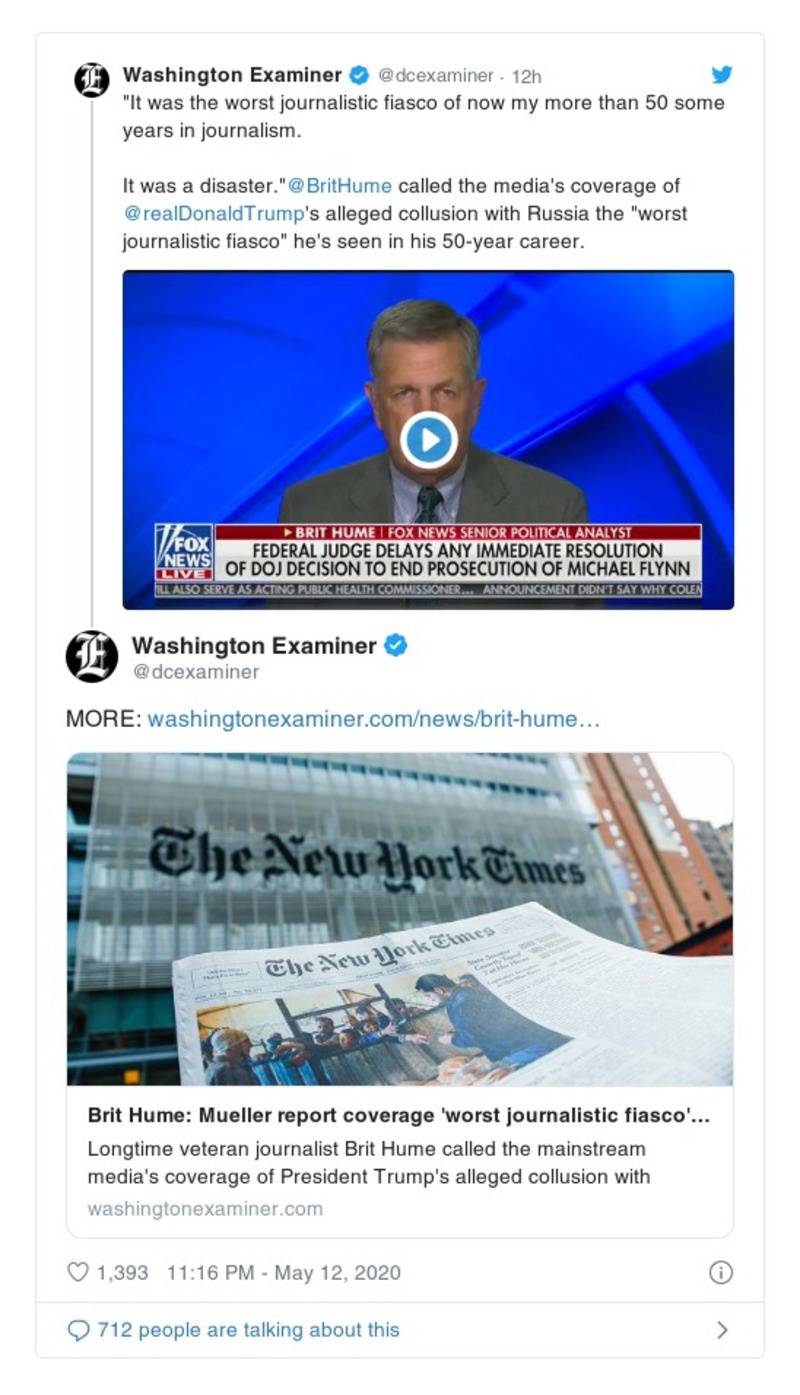 Washington Examiner @dcexaminer · 12h
"It was the worst journalistic fiasco of now my more than 50 some
years in journalism.
It was a disaster."@BritHume called the media's coverage of
@realDonaldTrump's alleged collusion with Russia the "worst
journalistic fiasco" he's seen in his 50-year career.
BRIT HUME | FOX NEWS SENIOR POLITICAL ANALYST
FOX
NEWS
LIVE
FEDERAL JUDGE DELAYS ANY IMMEDIATE RESOLUTION
OF DOJ DECISION TO END PROSECUTION OF MICHAEL FLYNN
ILL ALSO SERVE AS ACTING PUBLIC HEALTH COMMISSIONER... ANNOUNCEMENT DIDN'T SAY WHY COLEM
Washington Examiner
@dcexaminer
MORE: washingtonexaminer.com/news/brit-hume…
The New York Times
The New York Times
Brit Hume: Mueller report coverage 'worst journalistic fiasco'...
Longtime veteran journalist Brit Hume called the mainstream
media's coverage of President Trump's alleged collusion with
washingtonexaminer.com
1,393 11:16 PM - May 12, 2020
712 people are talking about this